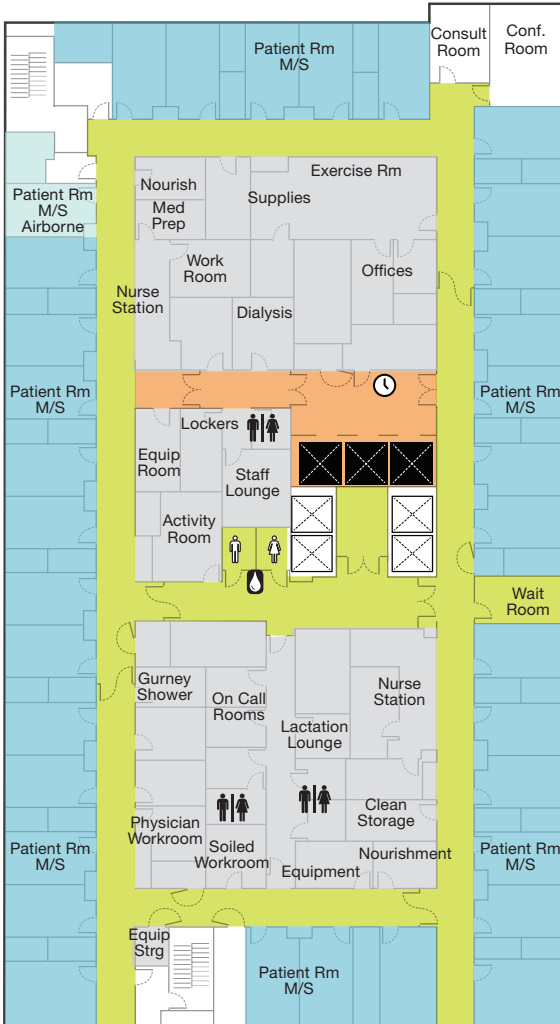 Consult
Room
Conf.
Room
Patient Rm
M/S
Exercise Rm
Nourish
Supplies
Med
Prep
Patient Rm
M/S
Airborne
Work
Room
Offices
Nurse
Station
Dialysis
Patient Rm
M/S
Patient Rm
M/S
Lockers
Equip
Room
Staff
Lounge
Activity
Room
Wait
Room
Gurney
Shower
On Call
Rooms
Nurse
Station
Lactation
Lounge
Clean
Storage
Physician
Workroom
Soiled
Workroom
Nourishment
Equipment
Patient Rm
M/S
Patient Rm
M/S
Equip
Strg
Patient Rm
M/S